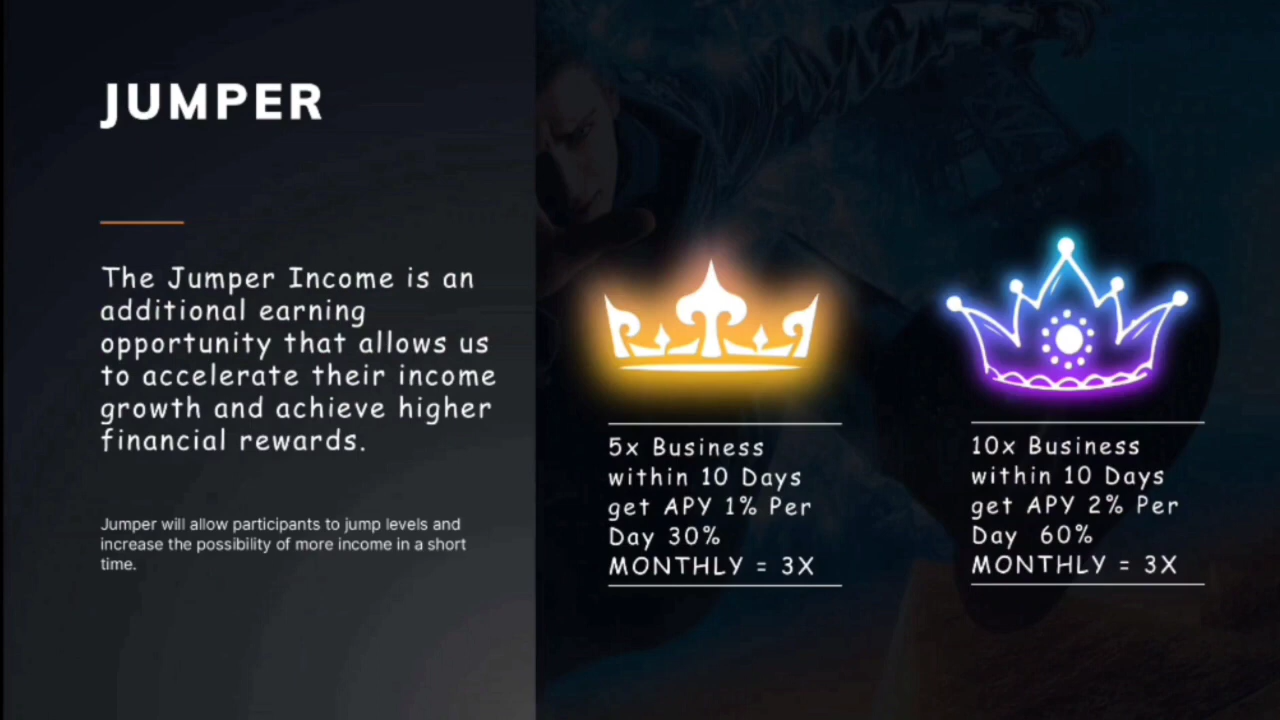 JUMPER
The Jumper Income is an
additional earning
opportunity that allows us
to accelerate their income
growth and achieve higher
financial rewards.
Jumper will allow participants to jump levels and
increase the possibility of more income in a short
time.
5x Business
within 10 Days
get APY 1% Per
Day 30%
MONTHLY = 3X
10x Business
within 10 Days
get APY 2% Per
Day 60%
MONTHLY = 3X